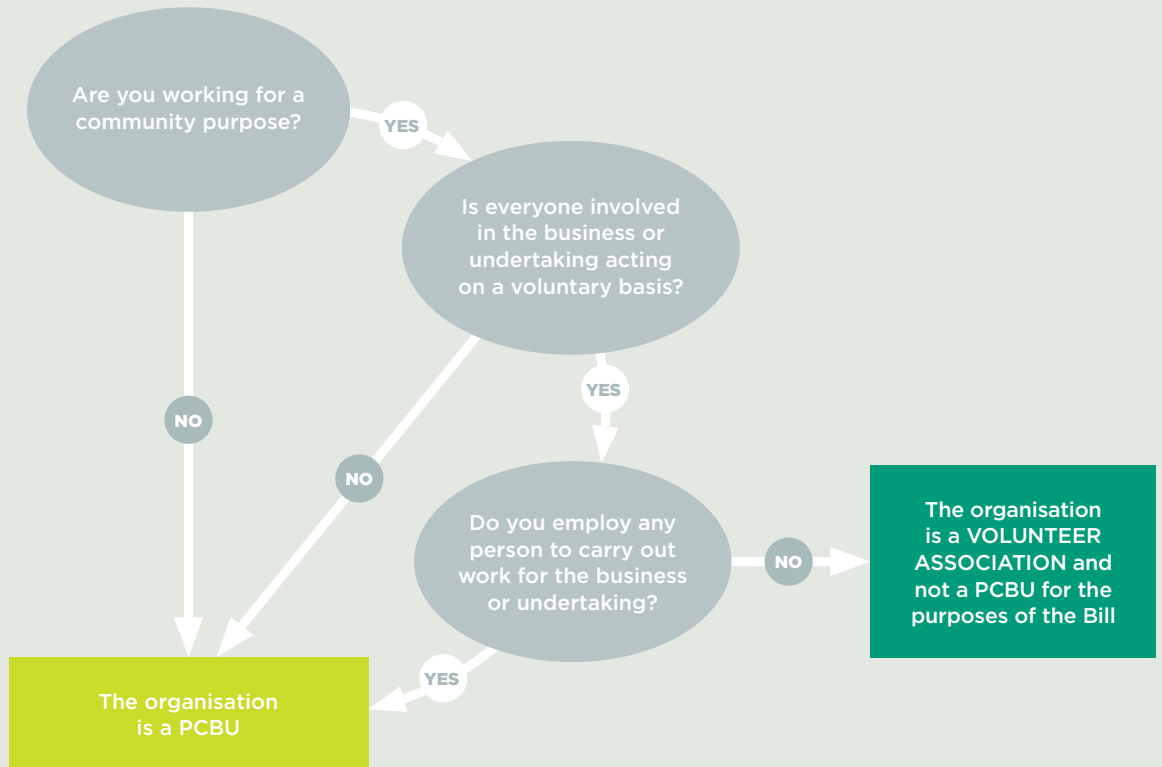 Are you working for a
community purpose?
YES
Is everyone involved
in the business or
undertaking acting
on a voluntary basis?
YES
NO
NO
Do you employ any
person to carry out
work for the business
or undertaking?
NO
The organisation
is a VOLUNTEER
ASSOCIATION and
not a PCBU for the
purposes of the Bill
YES
The organisation
is a PCBU